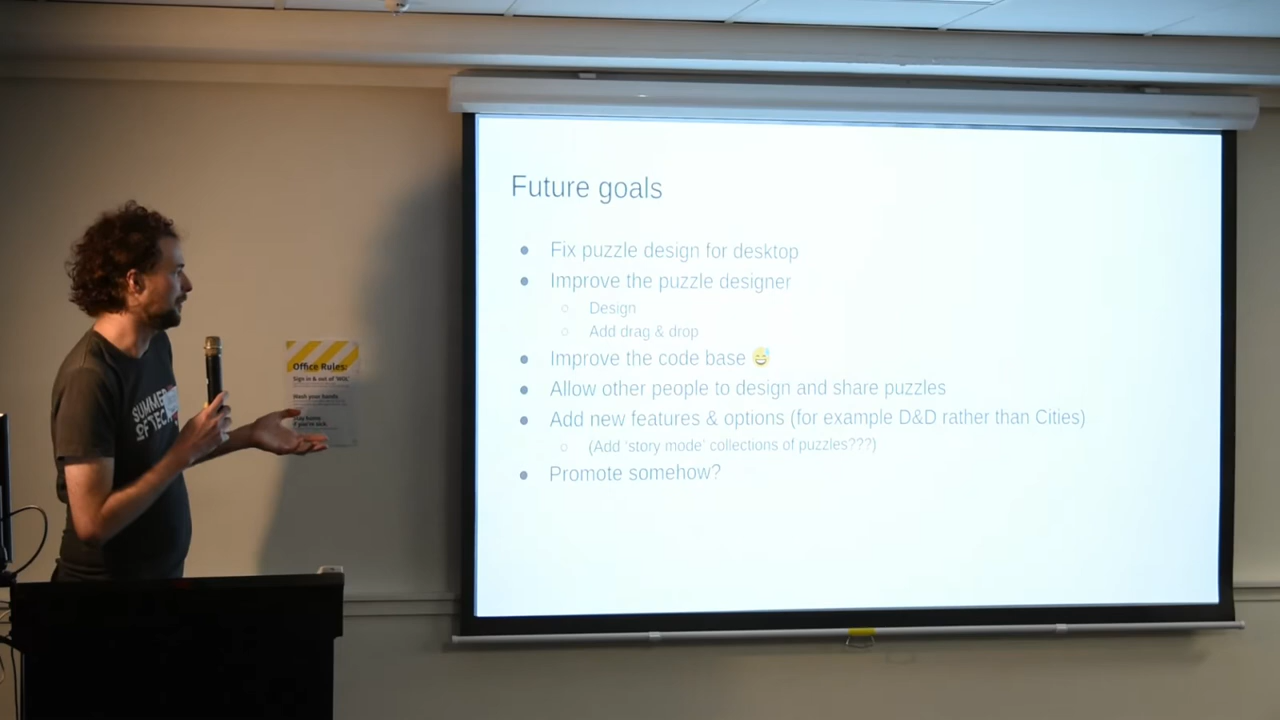 Future goals
Fix puzzle design for desktop
Improve the puzzle designer
Design
Add drag & drop
Improve the code base 😅
Allow other people to design and share puzzles
Add new features & options (for example D&D rather than Cities)
(Add 'story mode' collections of puzzles???)
Promote somehow?
Office Rules:
Sign in & out of
Wash your hands
Stay home
if you're sick.
SUMMER
OF TECH